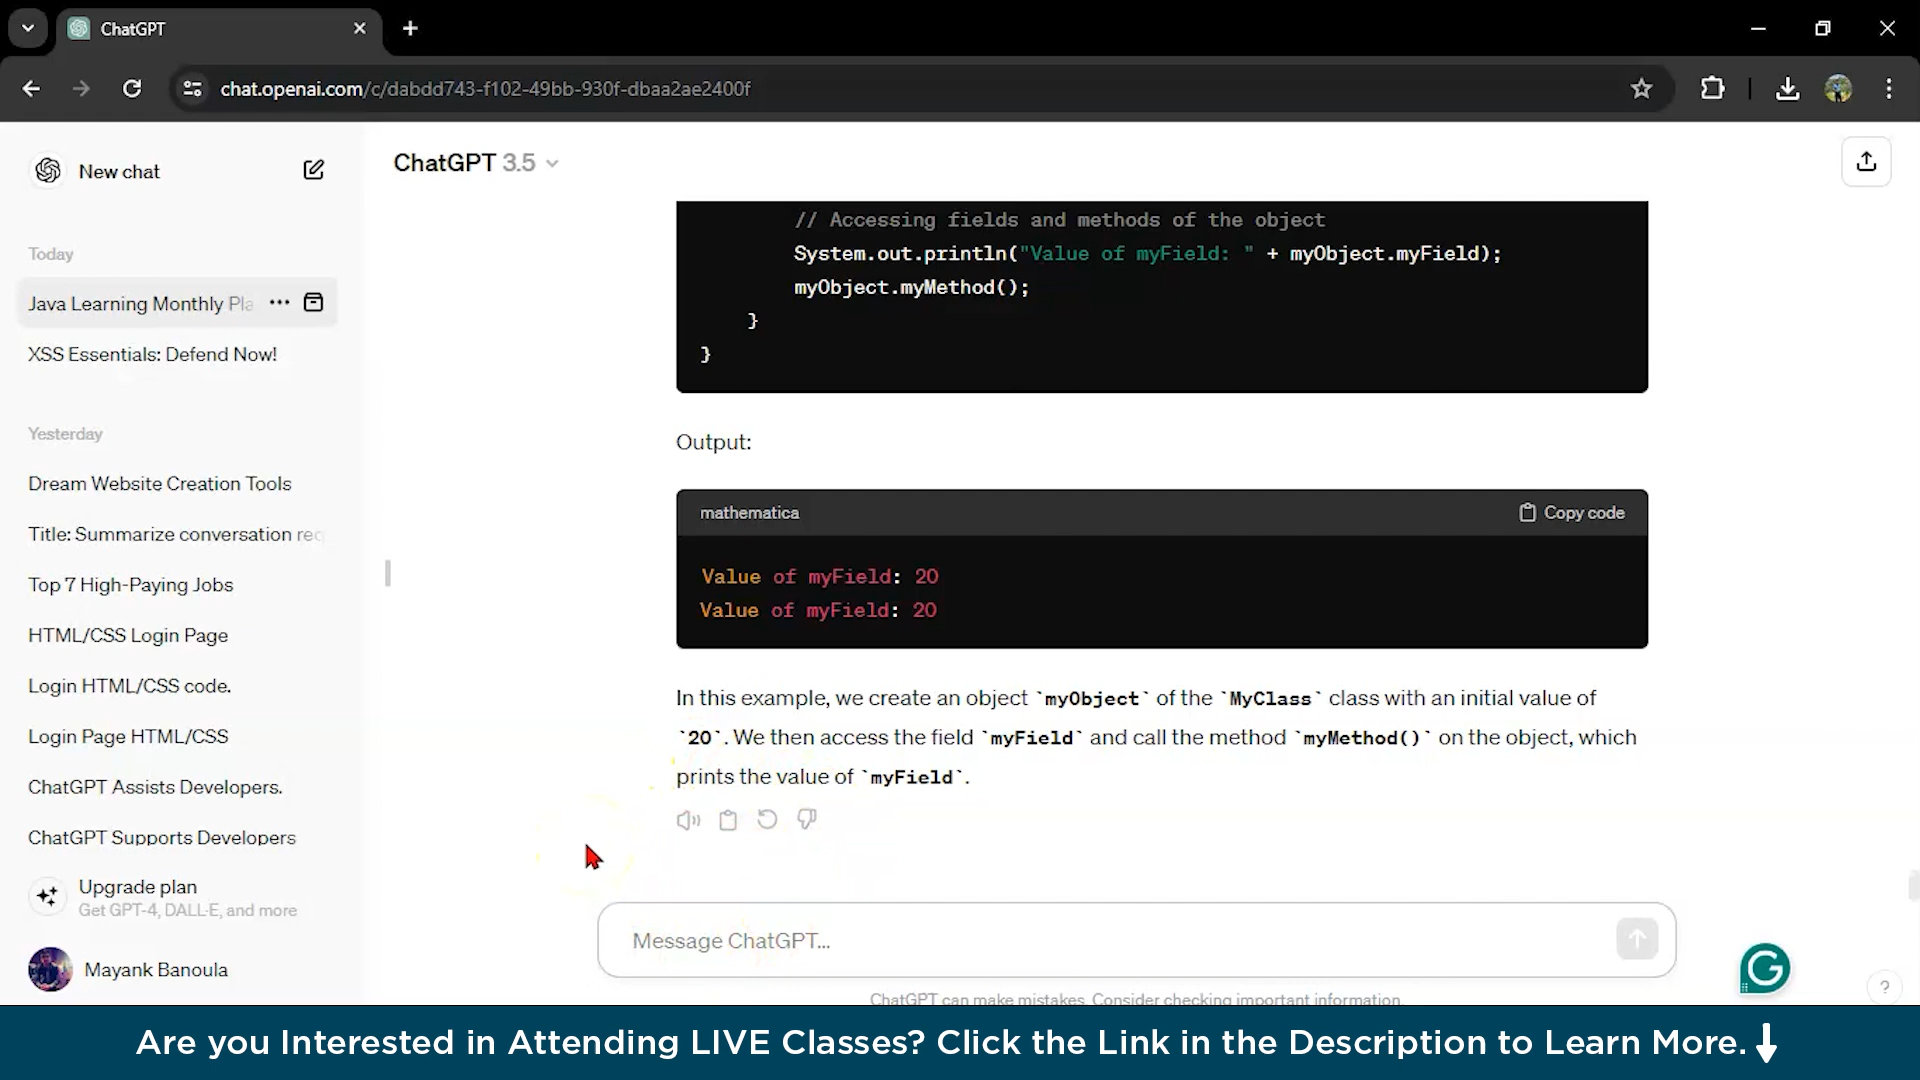 ChatGPT
chat.openai.com/c/dabdd743-f102-49bb-930f-dbaa2ae2400f
New chat
Today
Java Learning Monthly Pla
XSS Essentials: Defend Now!
Yesterday
Dream Website Creation Tools
Title: Summarize conversation req
Top 7 High-Paying Jobs
HTML/CSS Login Page
Login HTML/CSS code.
Login Page HTML/CSS
ChatGPT Assists Developers.
ChatGPT Supports Developers
Upgrade plan
Get GPT-4, DALL·E, and more
Mayank Banoula
ChatGPT 3.5
// Accessing fields and methods of the object
System.out.println("Value of myField: " + myObject.myField);
myObject.myMethod();
}
}
Output:
mathematica
Copy code
Value of myField: 20
Value of myField: 20
In this example, we create an object `myObject` of the `MyClass` class with an initial value of
`20`. We then access the field `myField` and call the method `myMethod()` on the object, which
prints the value of `myField`.
Message ChatGPT...
ChatGPT can make mistakes. Consider checking important information.
?
Are you Interested in Attending LIVE Classes? Click the Link in the Description to Learn More.